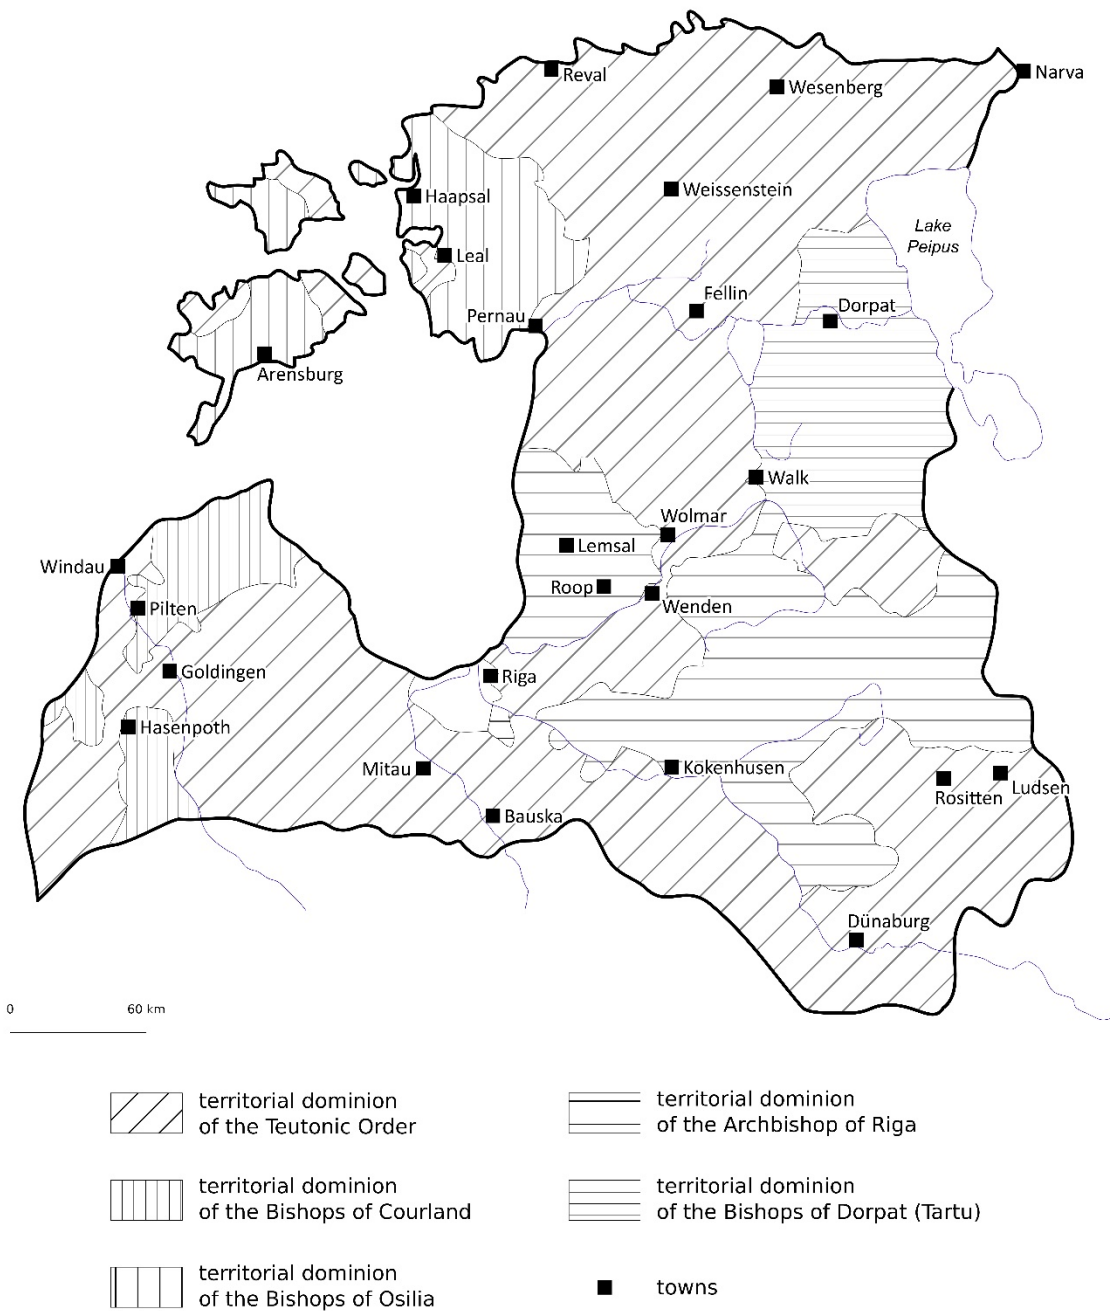 Reval
Narva
Wesenberg
Weissenstein
Haapsal
Lake
Peipus
Leal
Fellin
Dorpat
Pernau
Arensburg
Walk
Wolmar
Lemsal
Windau
Roop
Wenden
Pilten
Goldingen
Riga
Hasenpoth
Mitau
Kokenhusen
Rositten
Ludsen
Bauska
Dünaburg
0 60 km
territorial dominion
of the Teutonic Order
territorial dominion
of the Archbishop of Riga
territorial dominion
of the Bishops of Courland
territorial dominion
of the Bishops of Dorpat (Tartu)
territorial dominion
of the Bishops of Osilia
towns